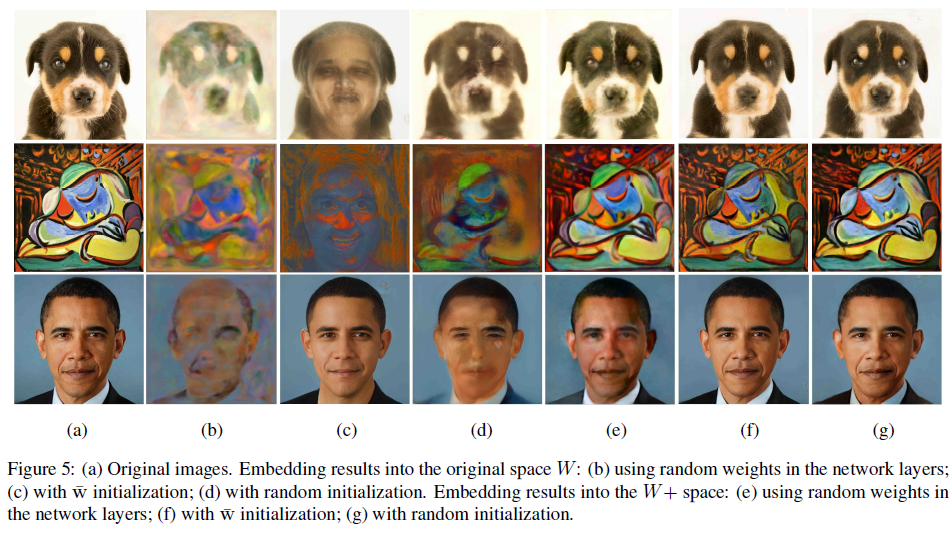 (a) (b) (c) (d) (e) (f) (g)
Figure 5: (a) Original images. Embedding results into the original space W: (b) using random weights in the network layers;
(c) with w̄ initialization; (d) with random initialization. Embedding results into the W+ space: (e) using random weights in
the network layers; (f) with w̄ initialization; (g) with random initialization.